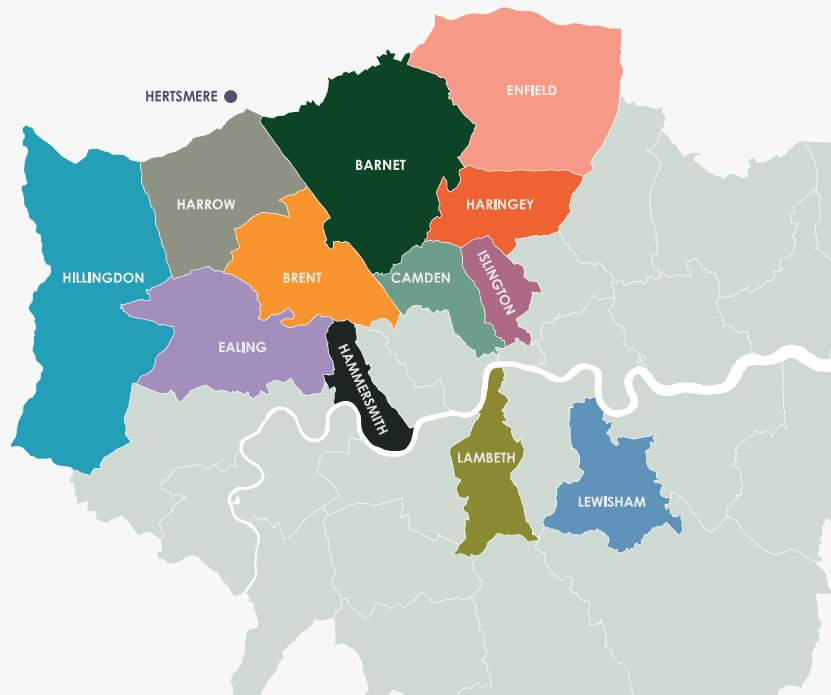 ENFIELD
HERTSMERE
BARNET
HARROW
HARINGEY
HILLINGDON
BRENT
CAMDEN
ISLINGTON
EALING
HAMMERSMITH
LAMBETH
LEWISHAM